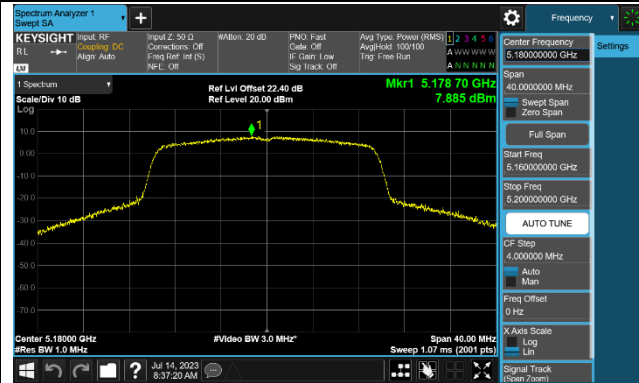 Spectrum Analyzer 1
Swept SA
Frequency
KEYSIGHT
RL
LXI
Input: RF
Coupling: DC
Align: Auto
Input Z: 50 Ω
Corrections: Off
Freq Ref: Int (S)
NFE: Off
#Atten: 20 dB
PNO: Fast
Gate: Off
IF Gain: Low
Sig Track: Off
Avg Type: Power (RMS)
Avg|Hold: 100/100
Trig: Free Run
1 2 3 4 5 6
A W W W W W
A N N N N N
Settings
Center Frequency
5.180000000 GHz
Span
40.0000000 MHz
Swept Span
Zero Span
Full Span
Start Freq
5.160000000 GHz
Stop Freq
5.200000000 GHz
AUTO TUNE
CF Step
4.000000 MHz
Auto
Man
Freq Offset
0 Hz
X Axis Scale
Log
Lin
Signal Track
(Span Zoom)
1 Spectrum
Scale/Div 10 dB
Log
Ref Lvl Offset 22.40 dB
Ref Level 20.00 dBm
Mkr1 5.178 70 GHz
7.885 dBm
1
10.0
0.00
-10.0
-20.0
-30.0
-40.0
-50.0
-60.0
-70.0
Center 5.18000 GHz
#Res BW 1.0 MHz
#Video BW 3.0 MHz*
Span 40.00 MHz
Sweep 1.07 ms (2001 pts)
?
Jul 14, 2023
8:37:20 AM